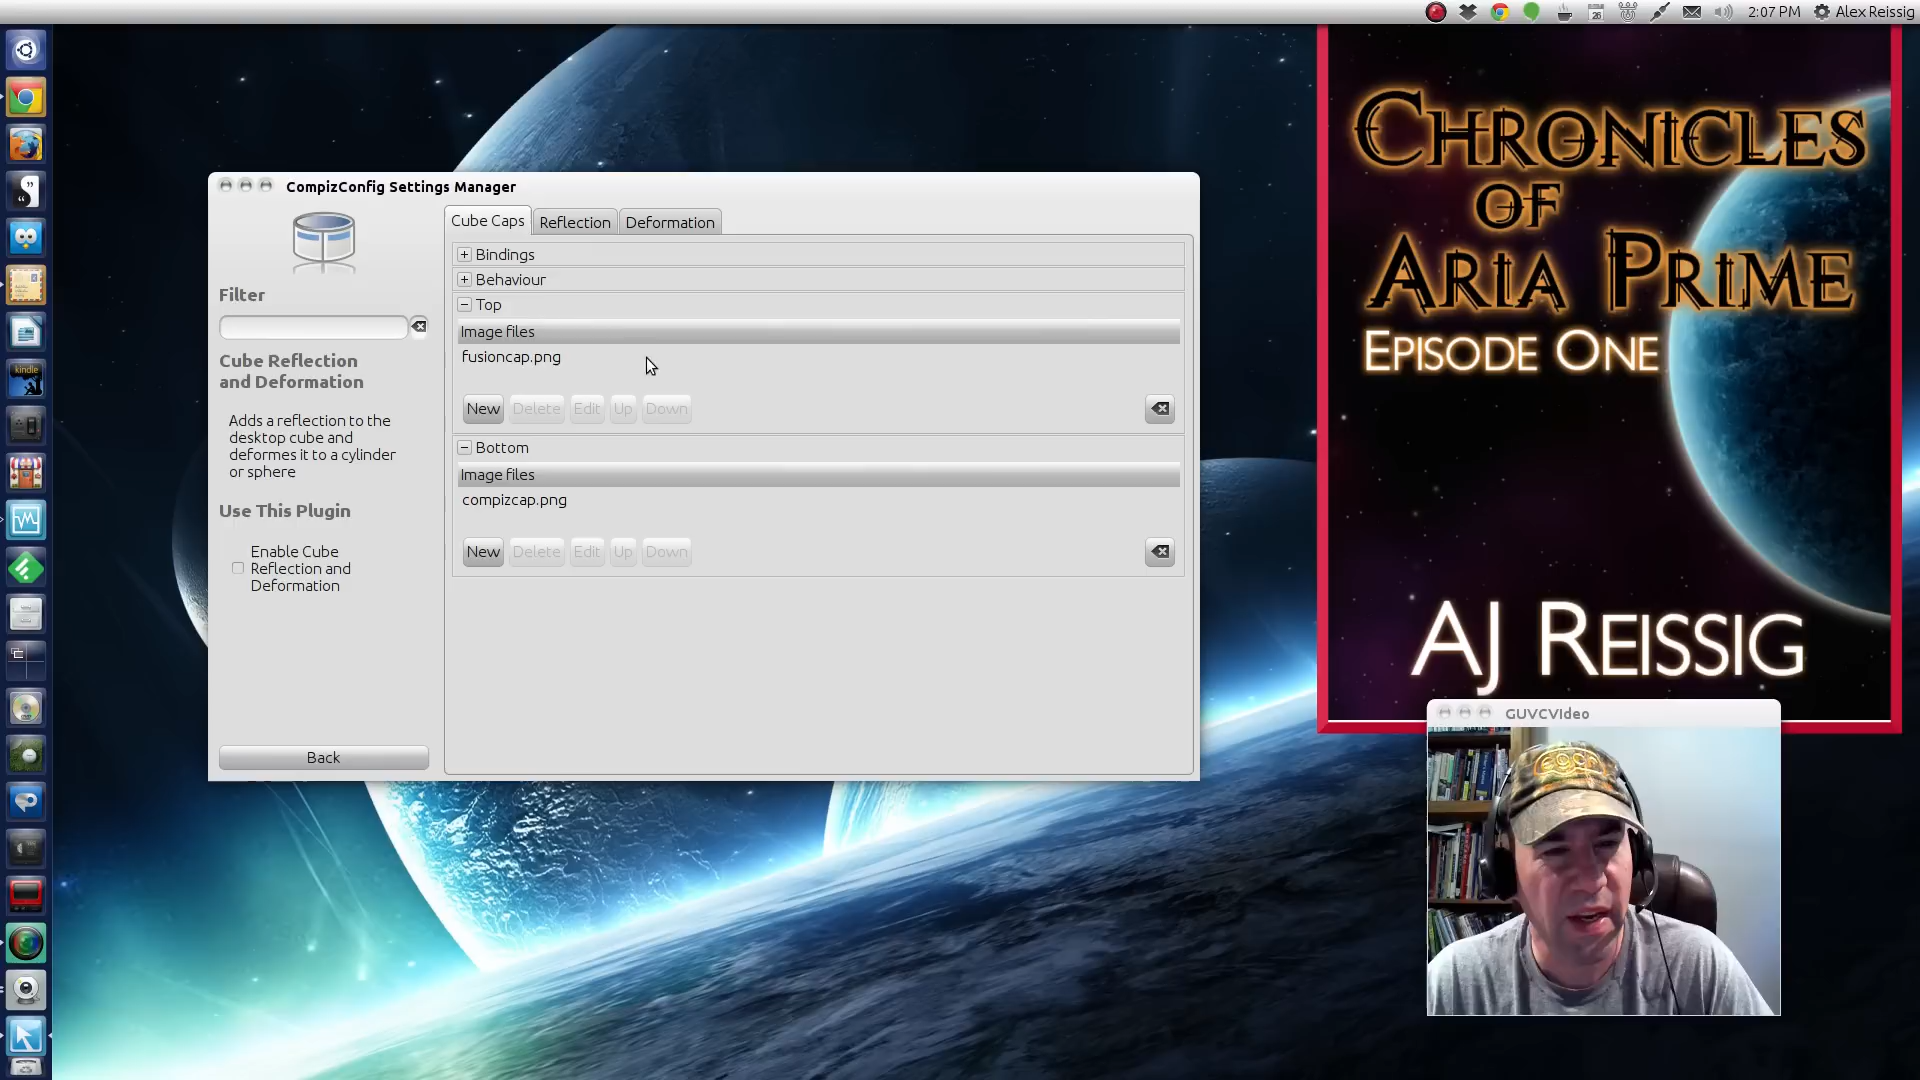 2:07 PM Alex Reissig
26
kindle
CompizConfig Settings Manager
Filter
Cube Reflection
and Deformation
Adds a reflection to the
desktop cube and
deformes it to a cylinder
or sphere
Use This Plugin
Enable Cube
Reflection and
Deformation
Back
Cube Caps Reflection Deformation
Bindings
Behaviour
Top
Image files
fusioncap.png
New Delete Edit Up Down
Bottom
Image files
compizcap.png
New Delete Edit Up Down
CHRONICLES
OF
ARIA PRIME
EPISODE ONE
AJ REISSIG
GUVCVIdeo